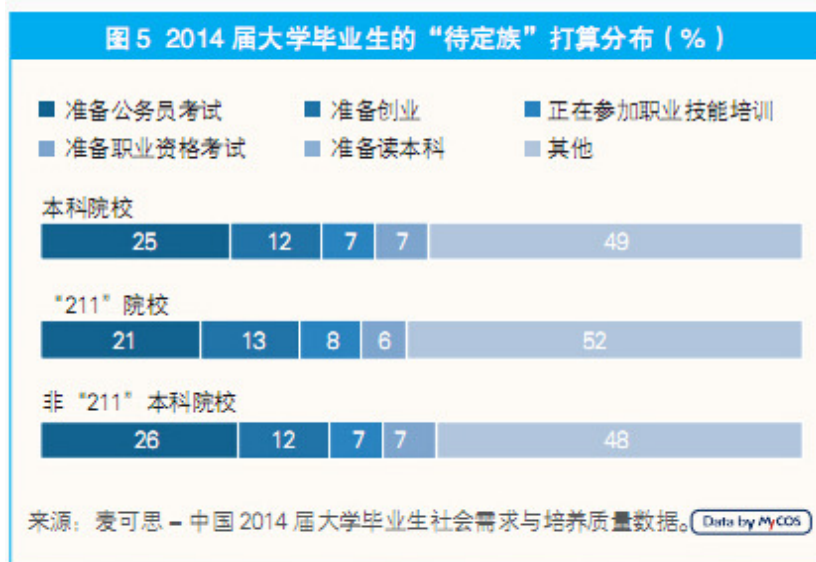 图5 2014届大学毕业生的“待定族”打算分布(%)
准备公务员考试 准备创业 正在参加职业技能培训
准备职业资格考试 准备读本科 其他
本科院校
25 12 7 7 49
“211”院校
21 13 8 6 52
非“211”本科院校
26 12 7 7 48
来源：麦可思–中国2014届大学毕业生社会需求与培养质量数据。 Data by MyCOS